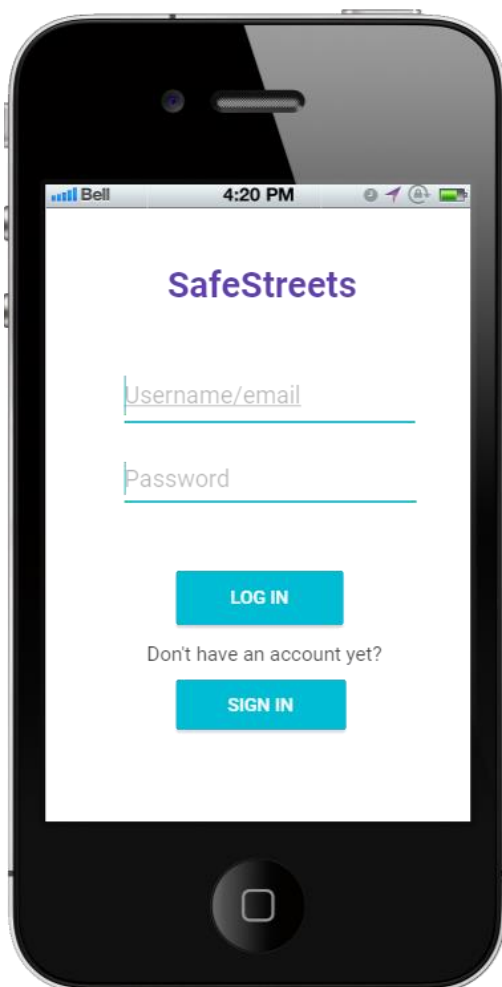 Bell 4:20 PM
SafeStreets
Username/email
Password
LOG IN
Don't have an account yet?
SIGN IN